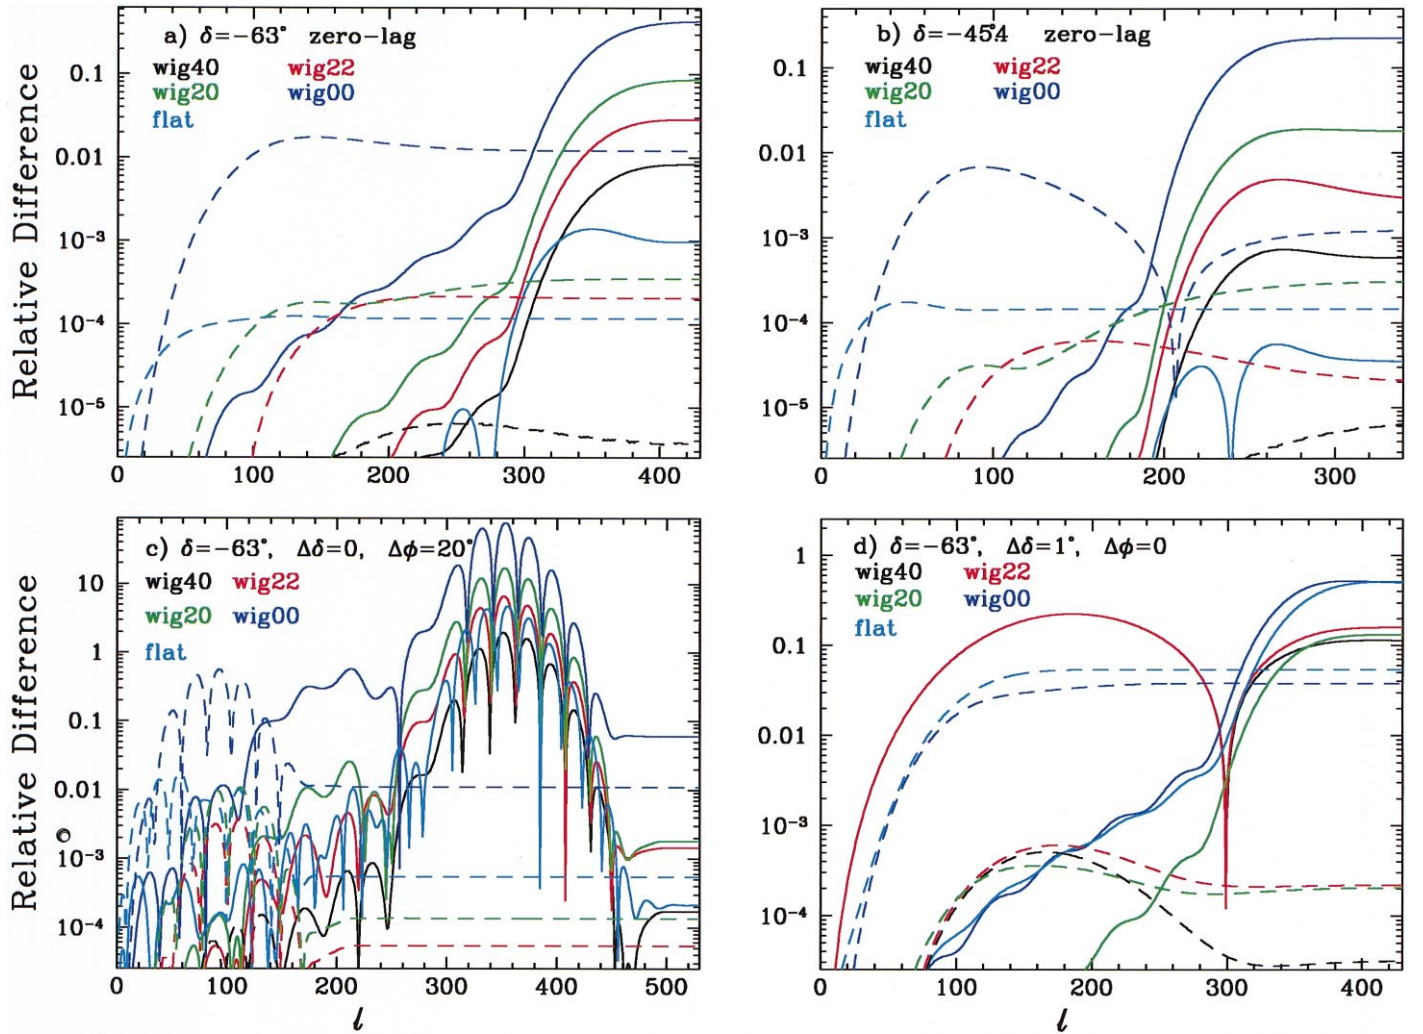 a) δ=−63° zero-lag
wig40 wig22
wig20 wig00
flat
Relative Difference
0.1
0.01
10⁻³
10⁻⁴
10⁻⁵
0 100 200 300 400
b) δ=−45°.4 zero-lag
wig40 wig22
wig20 wig00
flat
0.1
0.01
10⁻³
10⁻⁴
10⁻⁵
0 100 200 300
c) δ=−63°, Δδ=0, Δϕ=20°
wig40 wig22
wig20 wig00
flat
Relative Difference
10
1
0.1
0.01
10⁻³
10⁻⁴
0 100 200 300 400 500
ℓ
d) δ=−63°, Δδ=1°, Δϕ=0
wig40 wig22
wig20 wig00
flat
1
0.1
0.01
10⁻³
10⁻⁴
0 100 200 300 400
ℓ